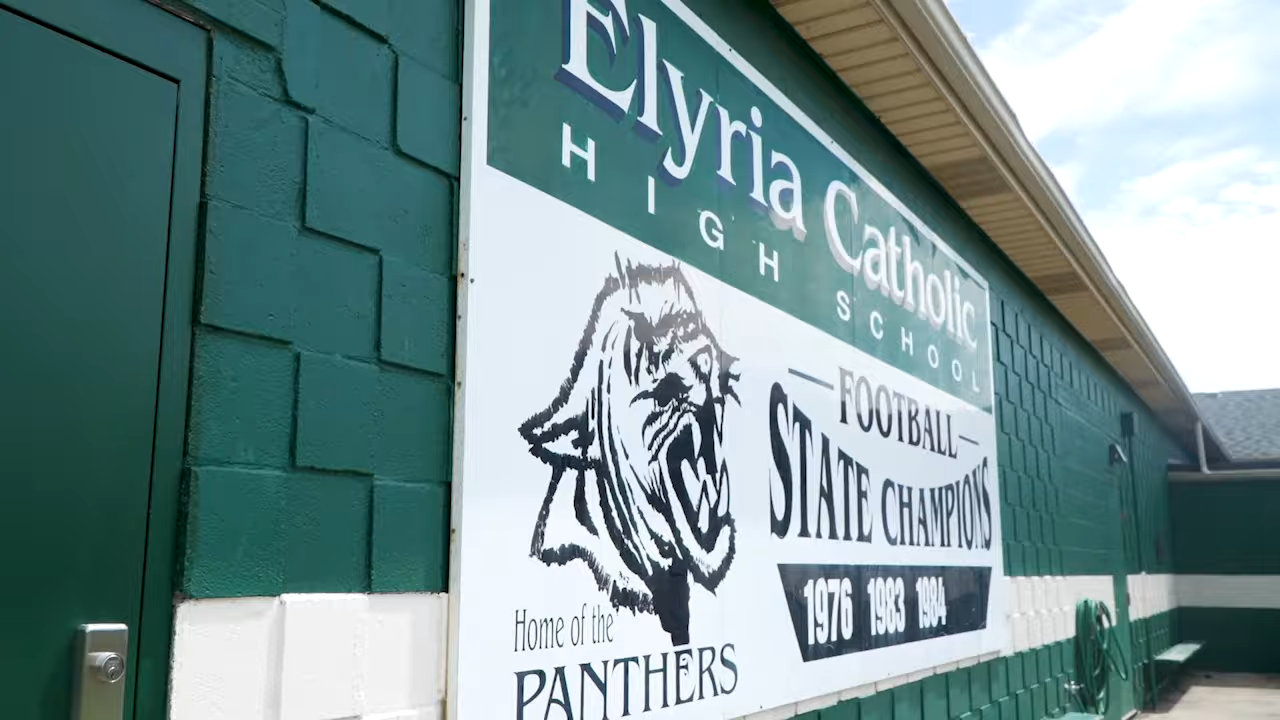 Elyria Catholic
HIGH SCHOOL
FOOTBALL
STATE CHAMPIONS
1976 1983 1984
Home of the
PANTHERS